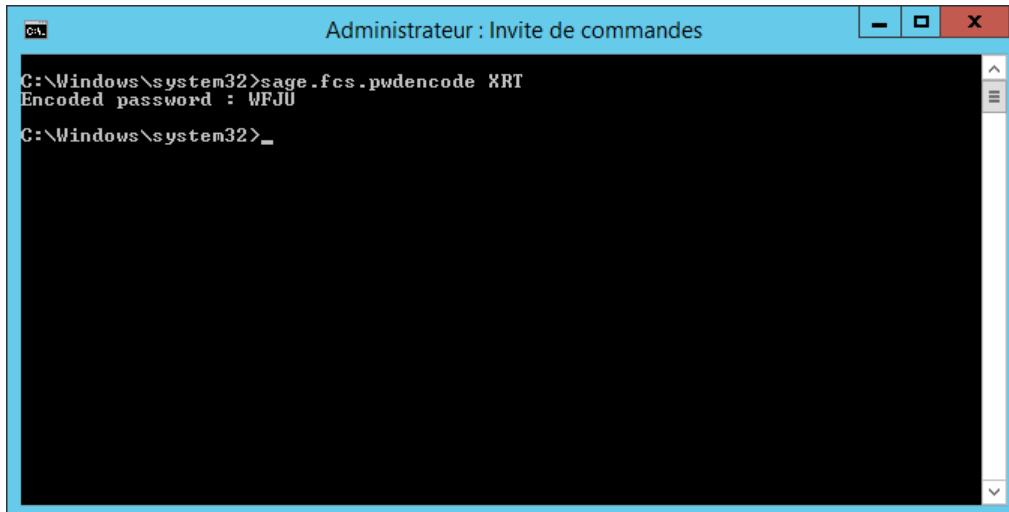 Administrateur : Invite de commandes
C:\Windows\system32>sage.fcs.pwdencode XRT
Encoded password : WFJU
C:\Windows\system32>_